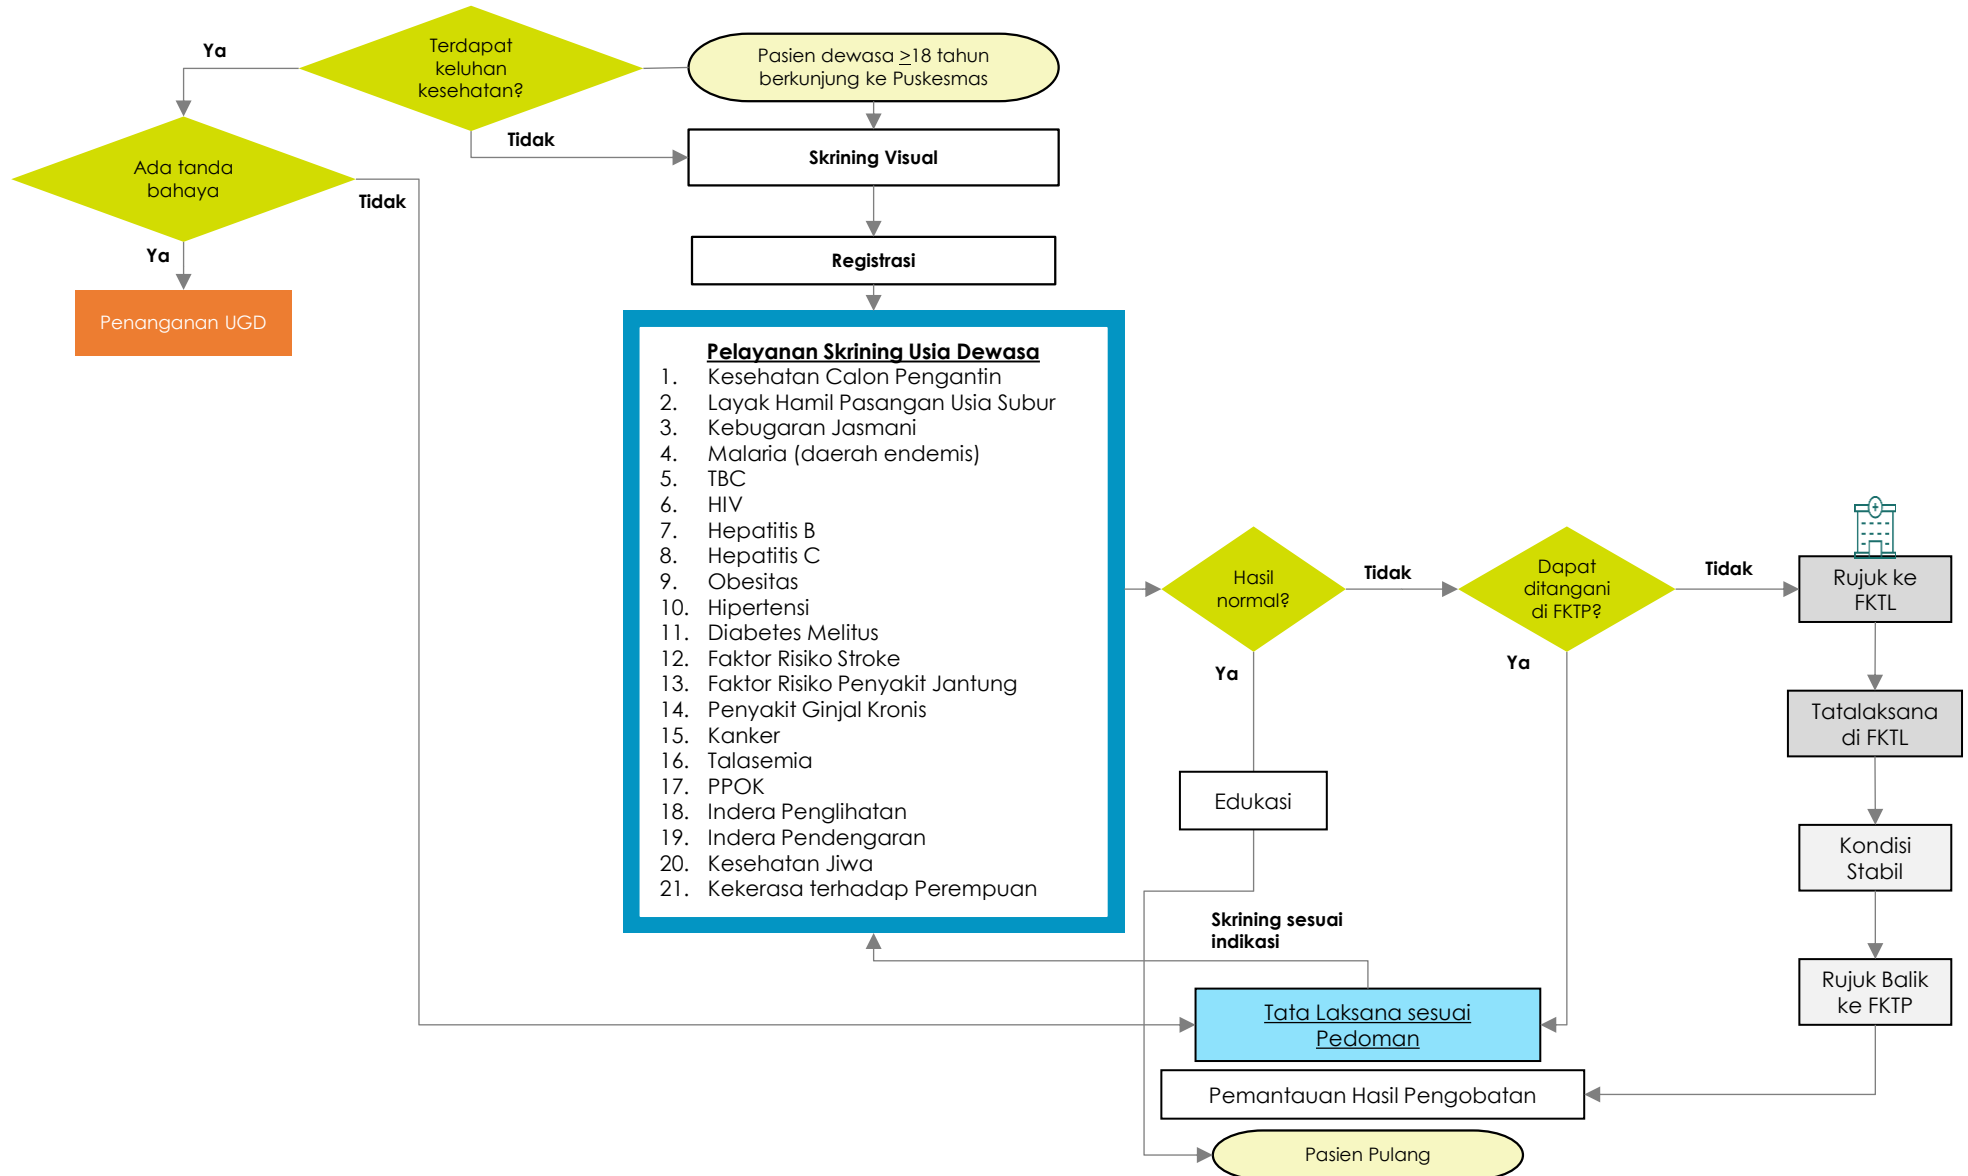 Ya
Terdapat
keluhan
kesehatan?
Pasien dewasa >18 tahun
berkunjung ke Puskesmas
Tidak
Skrining Visual
Ada tanda
bahaya
Tidak
Ya
Registrasi
Penanganan UGD
Pelayanan Skrining Usia Dewasa
1. Kesehatan Calon Pengantin
2. Layak Hamil Pasangan Usia Subur
3. Kebugaran Jasmani
4. Malaria (daerah endemis)
5. TBC
6. HIV
7. Hepatitis B
8. Hepatitis C
9. Obesitas
10. Hipertensi
11. Diabetes Melitus
12. Faktor Risiko Stroke
13. Faktor Risiko Penyakit Jantung
14. Penyakit Ginjal Kronis
15. Kanker
16. Talasemia
17. PPOK
18. Indera Penglihatan
19. Indera Pendengaran
20. Kesehatan Jiwa
21. Kekerasa terhadap Perempuan
Hasil
normal?
Tidak
Dapat
ditangani
di FKTP?
Tidak
Rujuk ke
FKTL
Ya
Ya
Tatalaksana
di FKTL
Edukasi
Kondisi
Stabil
Skrining sesuai
indikasi
Rujuk Balik
ke FKTP
Tata Laksana sesuai
Pedoman
Pemantauan Hasil Pengobatan
Pasien Pulang